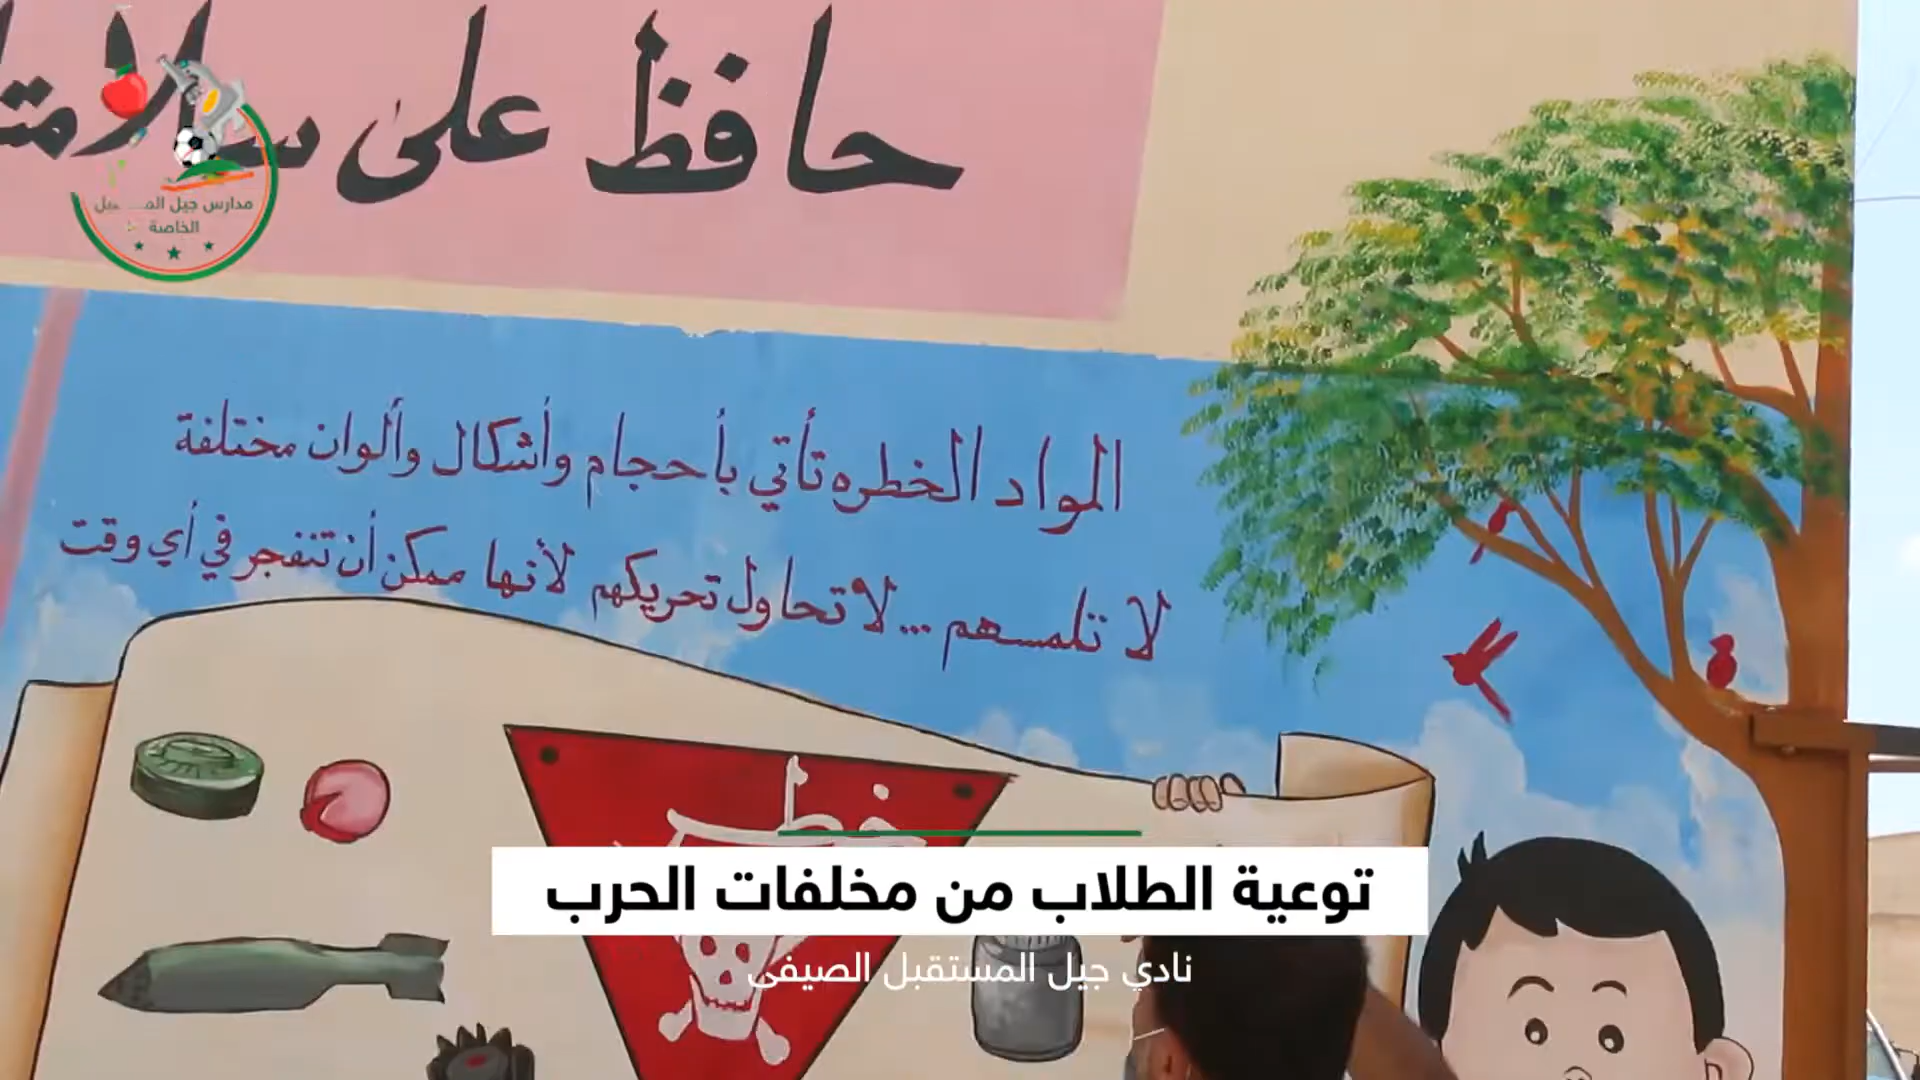 حافظ على
مدارس جيل
الخاصة
المواد الخطره تأتي بأحجام وأشكال وألوان مختلفة
لا تلمسهم ... لا تحاول تحريكهم لأنها ممكن أن تنفجر في أي وقت
خطر
توعية الطلاب من مخلفات الحرب
نادي جيل المستقبل الصيفي